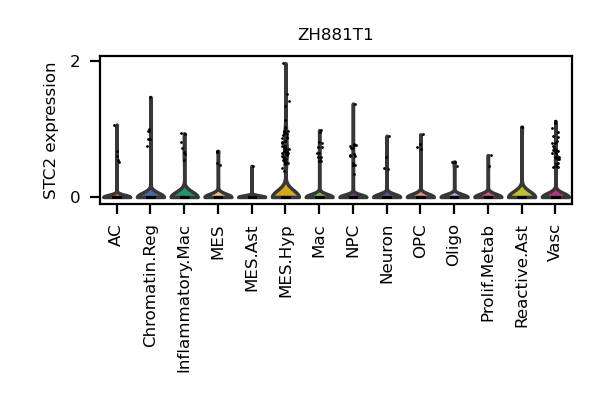 ZH881T1
STC2 expression
2
0
AC
Chromatin.Reg
Inflammatory.Mac
MES
MES.Ast
MES.Hyp
Mac
NPC
Neuron
OPC
Oligo
Prolif.Metab
Reactive.Ast
Vasc